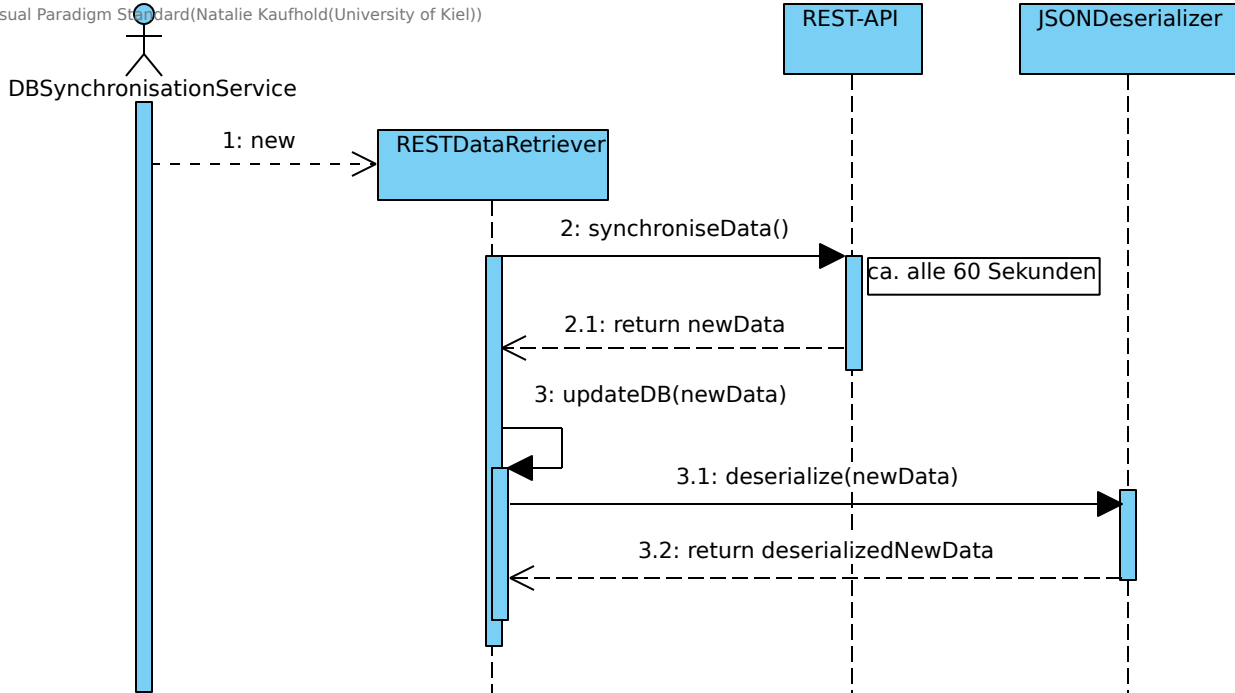 sual Paradigm Standard(Natalie Kaufhold(University of Kiel))
REST-API
JSONDeserializer
DBSynchronisationService
1: new
RESTDataRetriever
2: synchroniseData()
ca. alle 60 Sekunden
2.1: return newData
3: updateDB(newData)
3.1: deserialize(newData)
3.2: return deserializedNewData